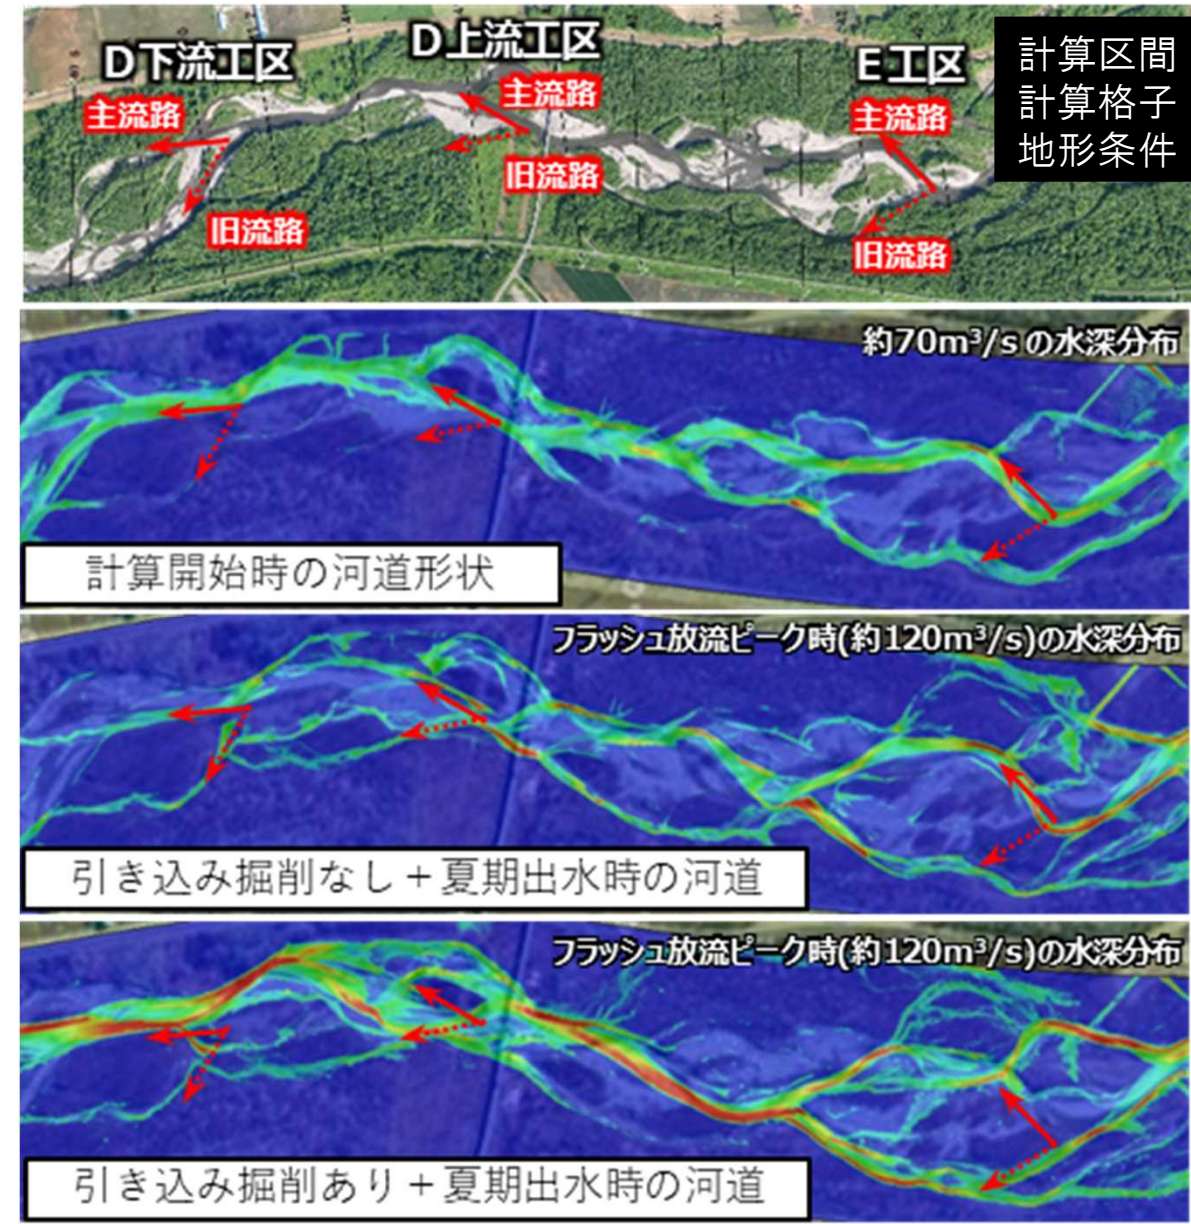 D下流工区
D上流工区
E工区
計算区間
計算格子
地形条件
主流路
主流路
主流路
旧流路
旧流路
旧流路
約70m³/s の水深分布
計算開始時の河道形状
フラッシュ放流ピーク時(約120m³/s)の水深分布
引き込み掘削なし＋夏期出水時の河道
フラッシュ放流ピーク時(約120m³/s)の水深分布
引き込み掘削あり＋夏期出水時の河道